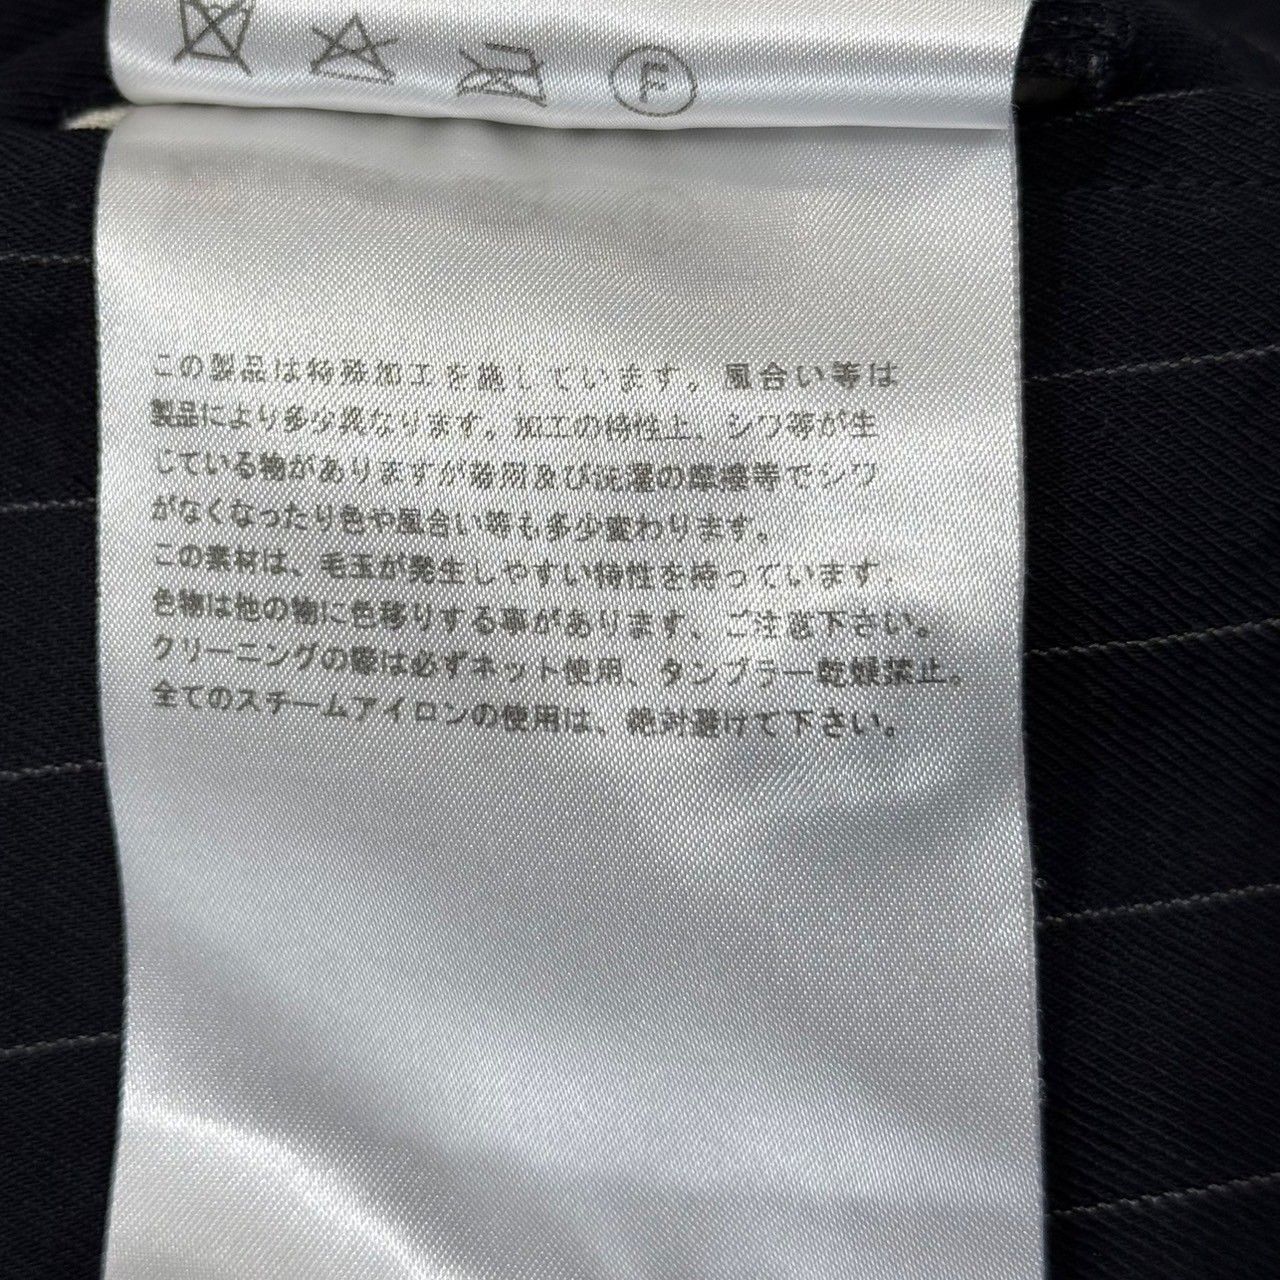 この製品は特殊加工を施しています。風合い等は
製品により多少異なります。加工の特性上、シワ等が生
じている物がありますが着用及び洗濯の摩擦等でシワ
がなくなったり色や風合い等も多少変わります。
この素材は、毛玉が発生しやすい特性を持っています.
色物は他の物に色移りする事があります、ご注意下さい。
クリーニングの際は必ずネット使用、タンブラー乾燥禁止。
全てのスチームアイロンの使用は、絶対避けて下さい。